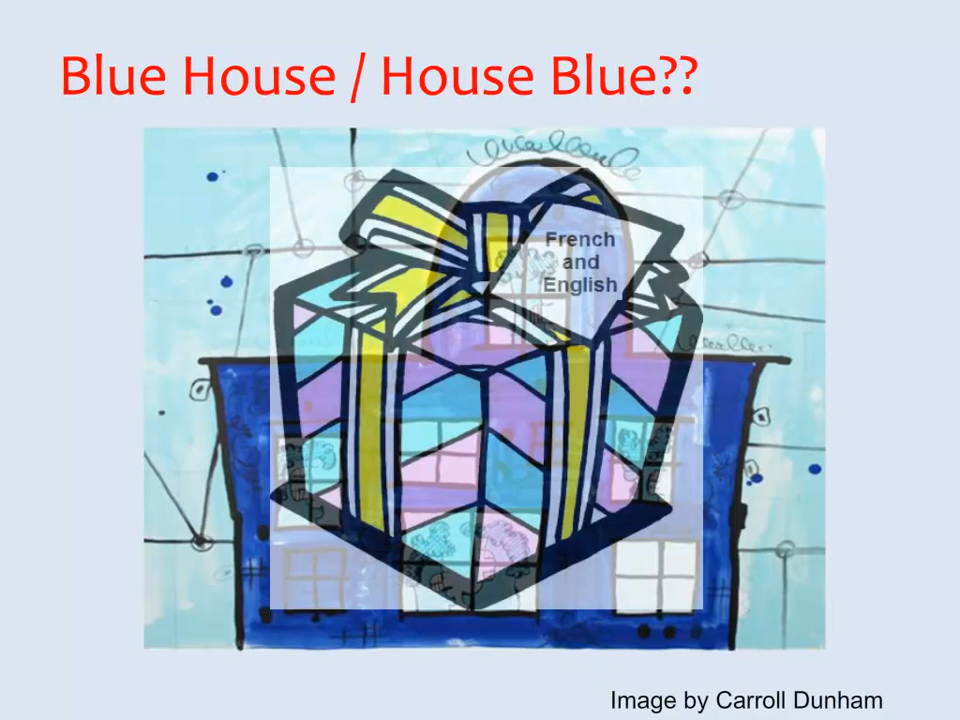 Blue House / House Blue??
French
and
English
Image by Carroll Dunham